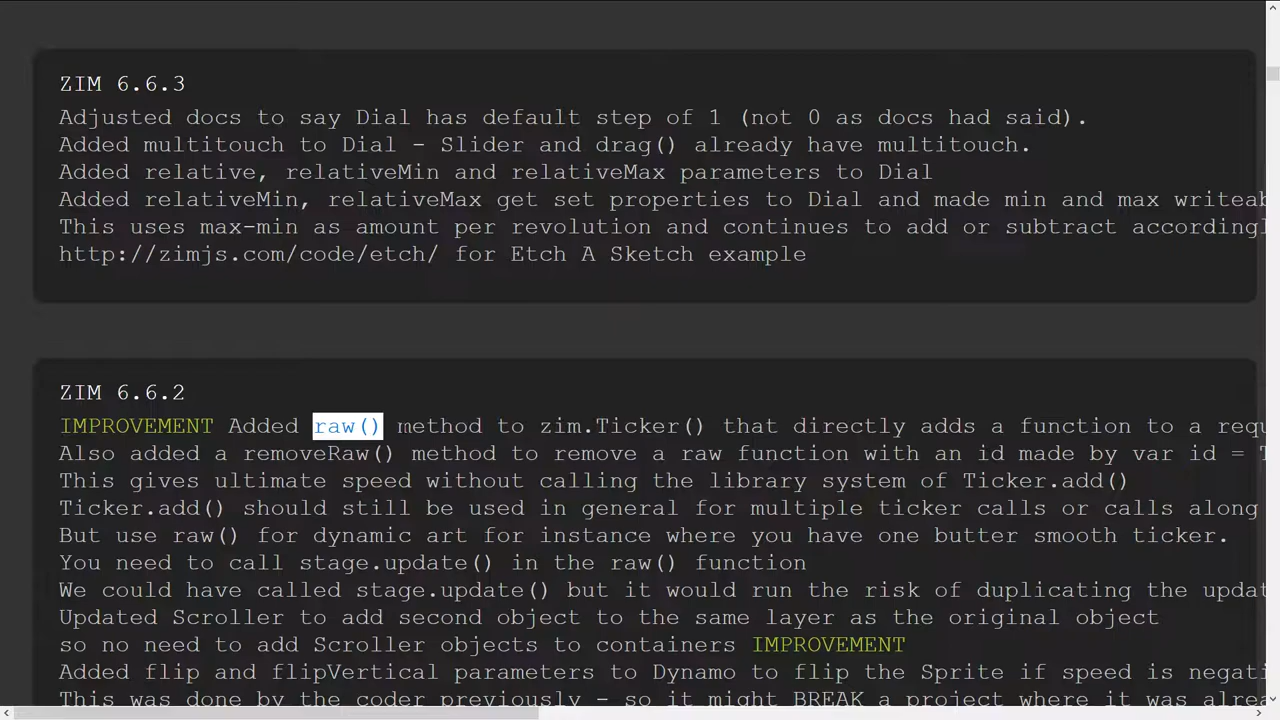 ZIM 6.6.3
Adjusted docs to say Dial has default step of 1 (not 0 as docs had said).
Added multitouch to Dial - Slider and drag() already have multitouch.
Added relative, relativeMin and relativeMax parameters to Dial
Added relativeMin, relativeMax get set properties to Dial and made min and max writeab
This uses max-min as amount per revolution and continues to add or subtract accordingl
http://zimjs.com/code/etch/ for Etch A Sketch example
ZIM 6.6.2
IMPROVEMENT Added raw() method to zim.Ticker() that directly adds a function to a requ
Also added a removeRaw() method to remove a raw function with an id made by var id = T
This gives ultimate speed without calling the library system of Ticker.add()
Ticker.add() should still be used in general for multiple ticker calls or calls along
But use raw() for dynamic art for instance where you have one butter smooth ticker.
You need to call stage.update() in the raw() function
We could have called stage.update() but it would run the risk of duplicating the updat
Updated Scroller to add second object to the same layer as the original object
so no need to add Scroller objects to containers IMPROVEMENT
Added flip and flipVertical parameters to Dynamo to flip the Sprite if speed is negati
This was done by the coder previously - so it might BREAK a project where it was alrea